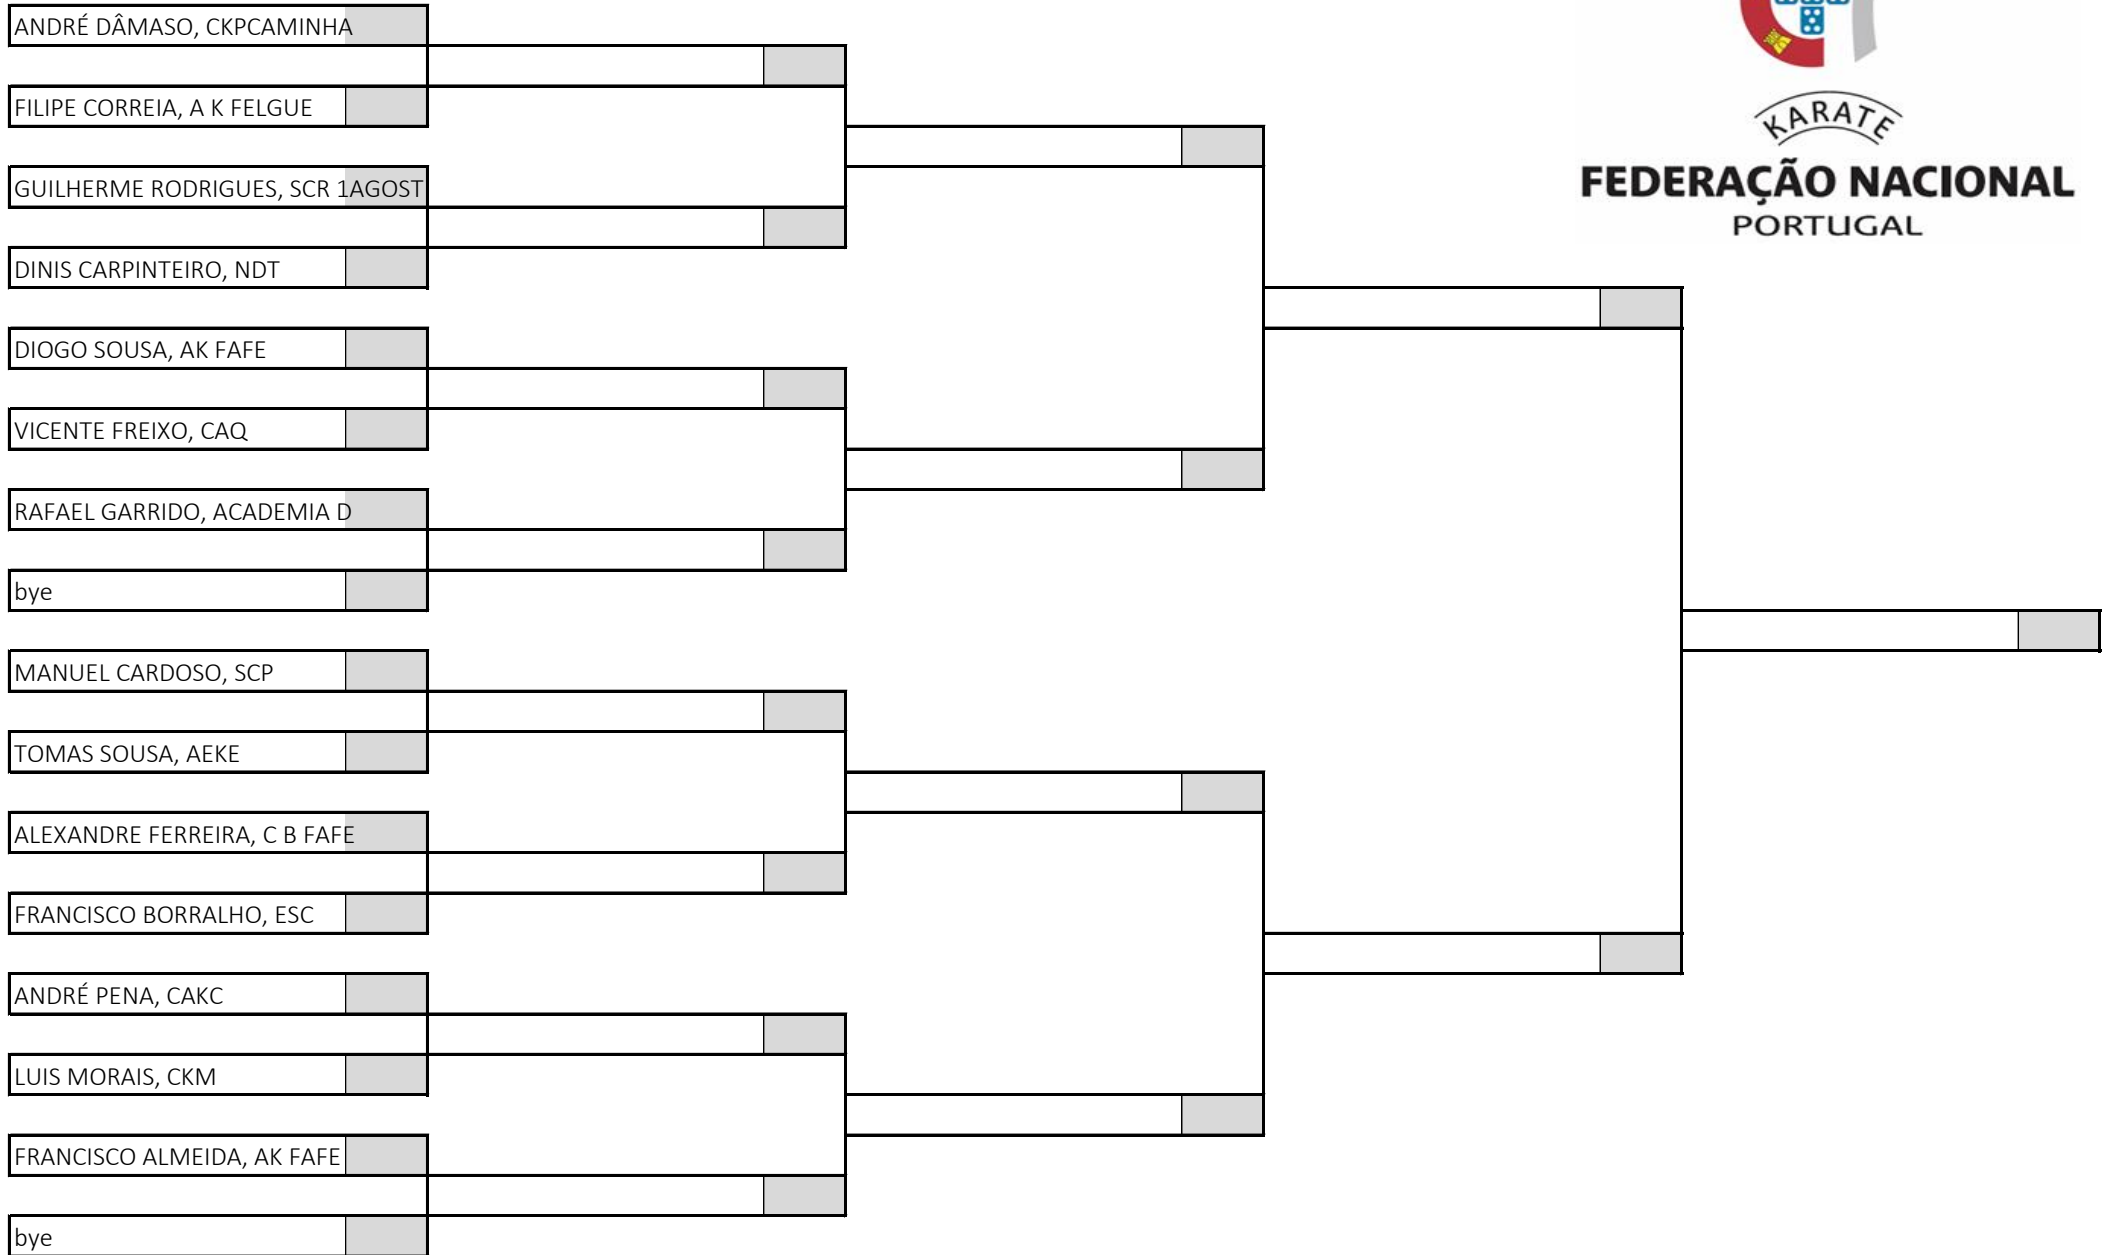 ANDRÉ DÂMASO, CKPCAMINHA
FILIPE CORREIA, A K FELGUE
GUILHERME RODRIGUES, SCR 1AGOST
DINIS CARPINTEIRO, NDT
DIOGO SOUSA, AK FAFE
VICENTE FREIXO, CAQ
RAFAEL GARRIDO, ACADEMIA D
bye
MANUEL CARDOSO, SCP
TOMAS SOUSA, AEKE
ALEXANDRE FERREIRA, C B FAFE
FRANCISCO BORRALHO, ESC
ANDRÉ PENA, CAKC
LUIS MORAIS, CKM
FRANCISCO ALMEIDA, AK FAFE
bye
KARATE
FEDERAÇÃO NACIONAL
PORTUGAL